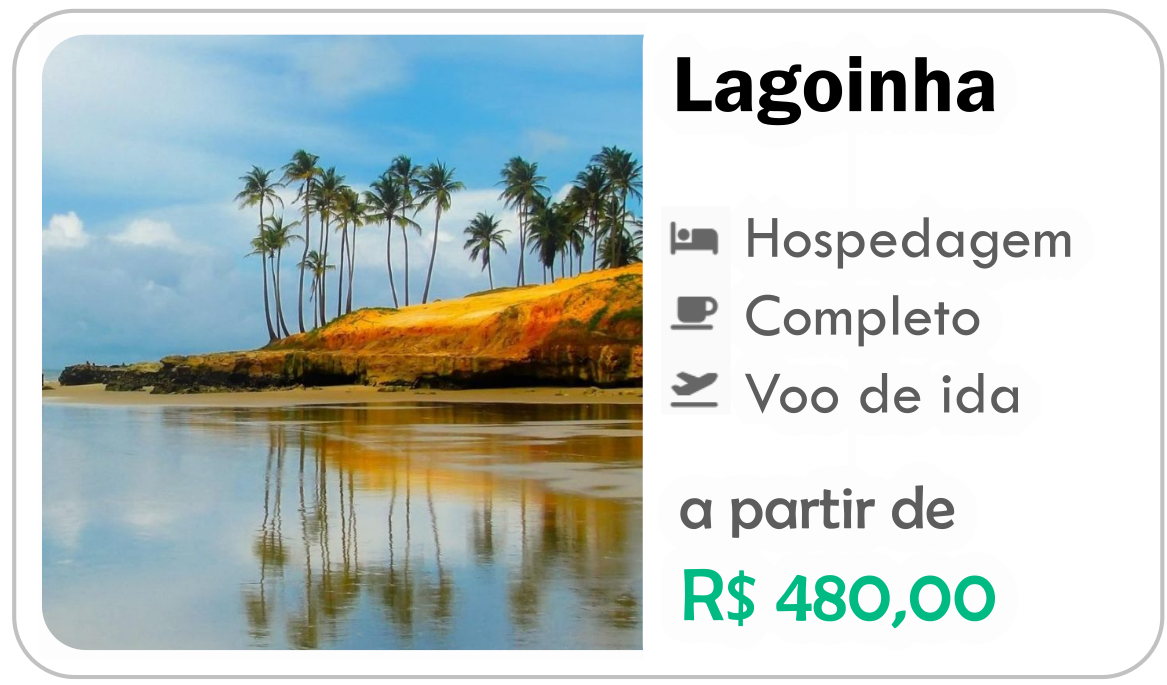 Lagoinha
Hospedagem
Completo
Voo de ida
a partir de
R$ 480,00